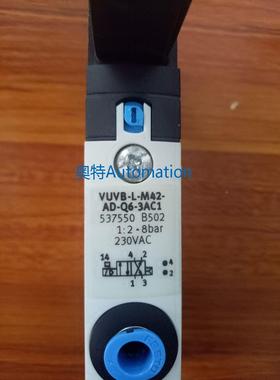 奥特Automation
VUVB-L-M42-
AD-Q6-3AC1
537550 B502
1:2-8bar
230VAC
14 4 2 4
2
1 3